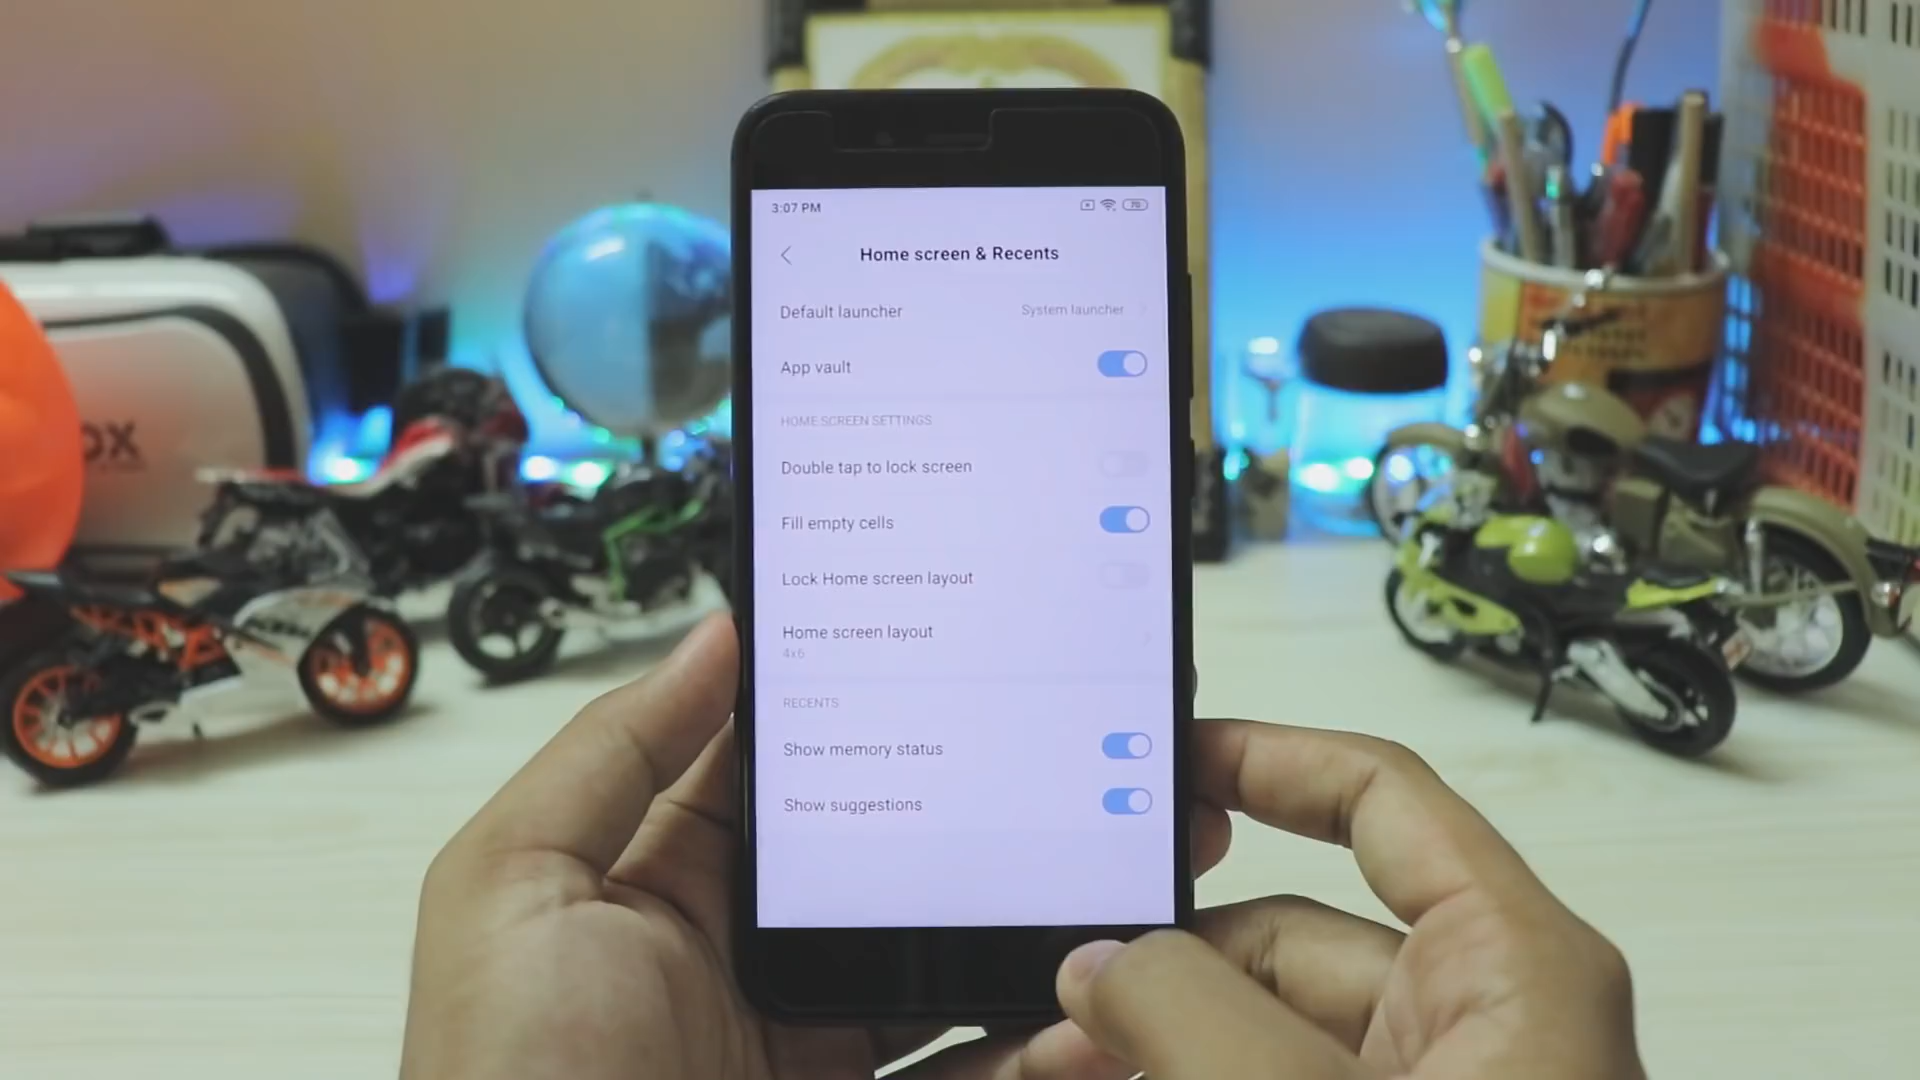 3:07 PM
70
Home screen & Recents
Default launcher
System launcher
App vault
HOME SCREEN SETTINGS
Double tap to lock screen
Fill empty cells
Lock Home screen layout
Home screen layout
4x6
RECENTS
Show memory status
Show suggestions